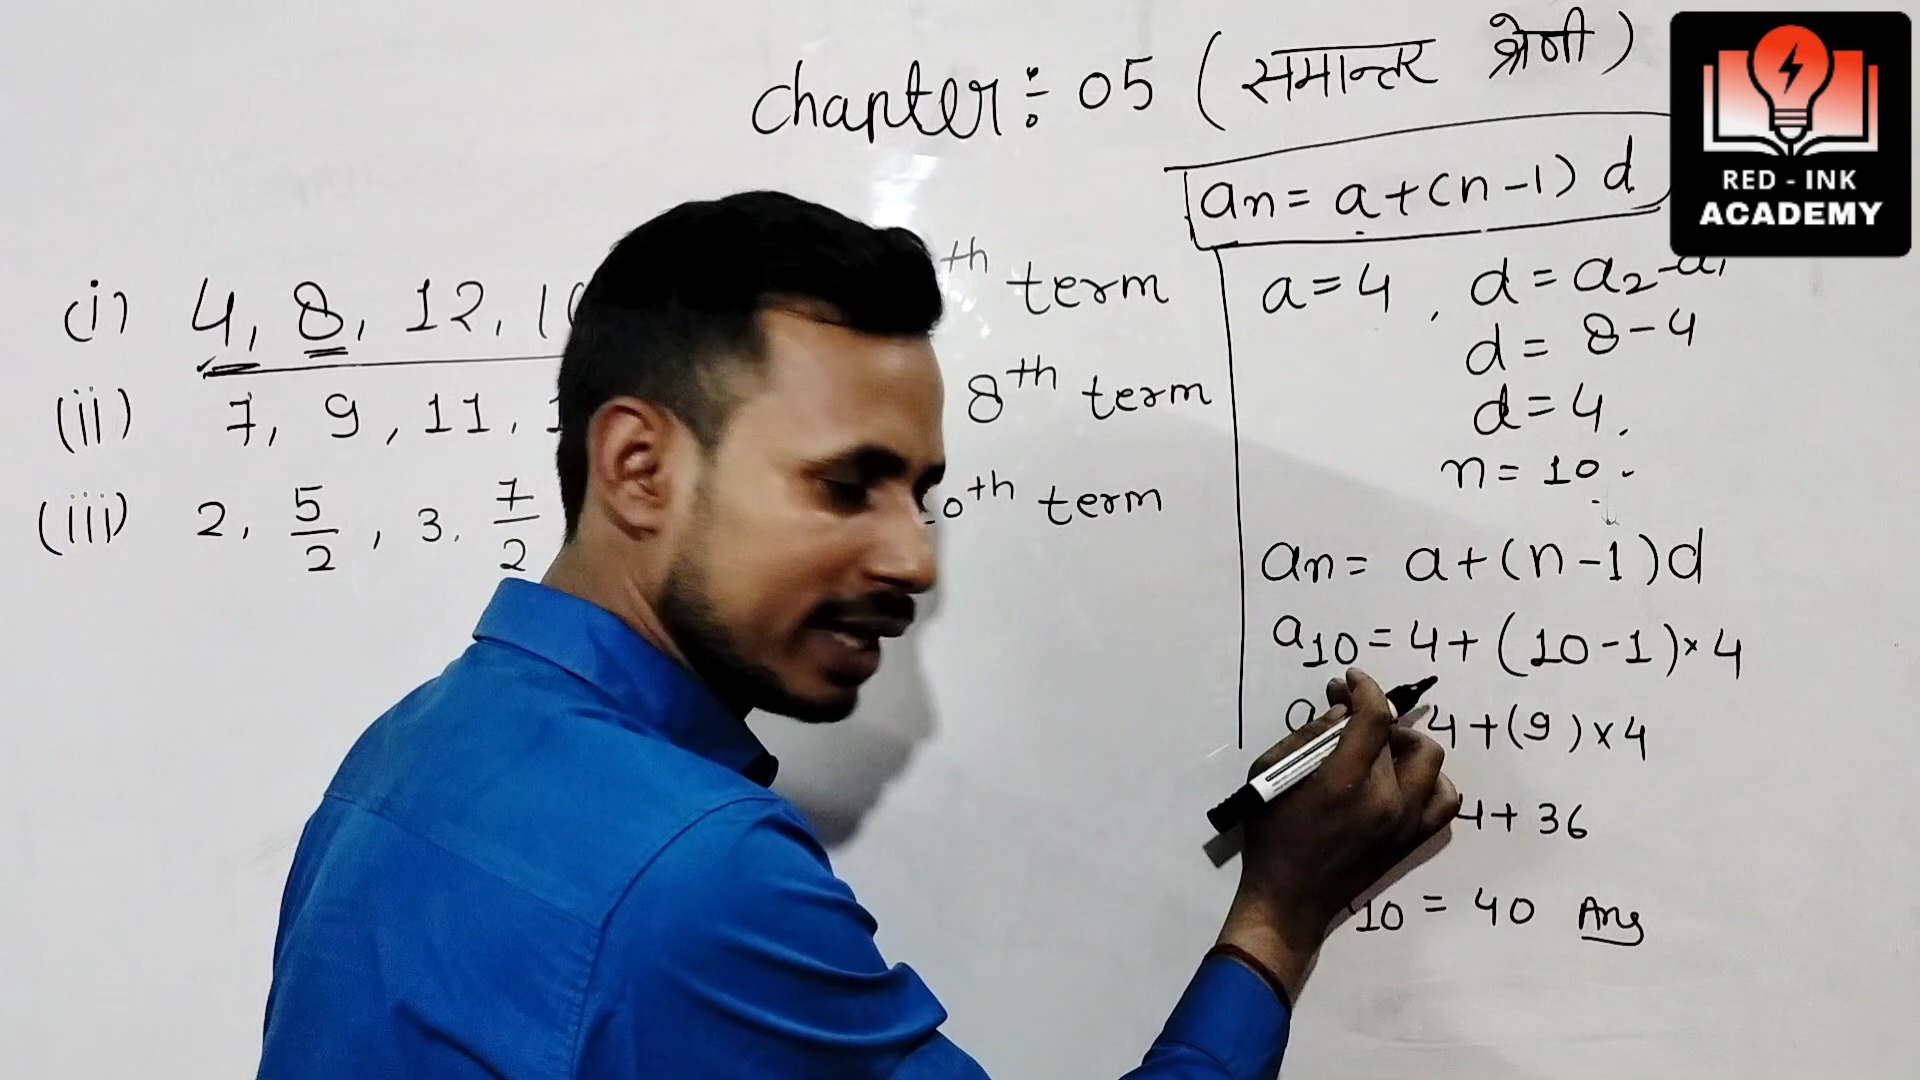 Chapter :- 05 (समान्तर श्रेणी)
RED - INK
ACADEMY
an = a + (n - 1) d
(i) 4, 8, 12, th term
(ii) 7, 9, 11, 8th term
(iii) 2, 5/2, 3, 7/2 0th term
a = 4, d = a2 - a1
d = 8 - 4
d = 4,
n = 10
an = a + (n - 1) d
a10 = 4 + (10 - 1) × 4
a 4 + (9) × 4
4 + 36
10 = 40 Ans